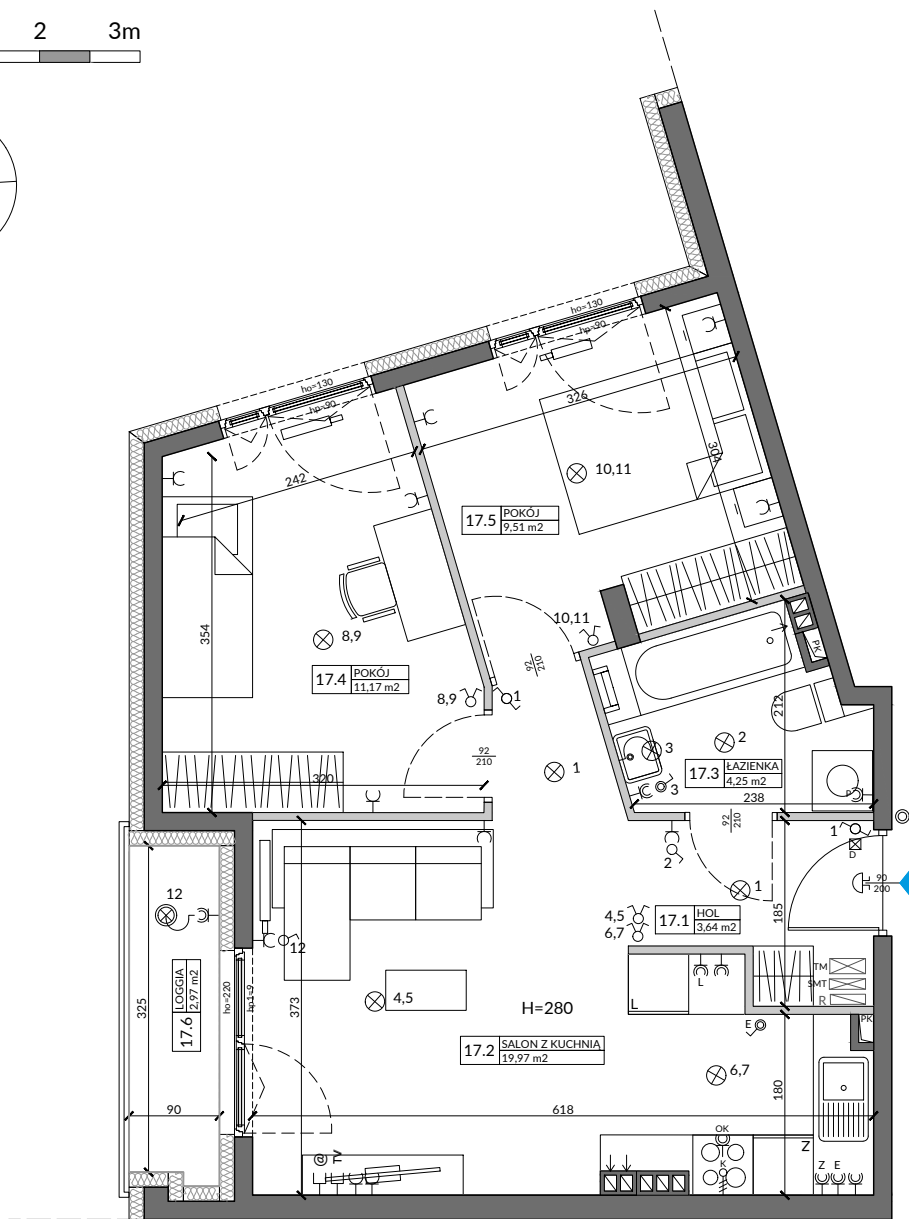 2 3m
ho=130
hp=90
ho=130
hp=90
326
304
242
10,11
17.5 POKÓJ
9,51 m2
354
8,9
17.4 POKÓJ
11,17 m2
10,11
92
210
PK
212
8,9
1
92
210
1
3
2
17.3 ŁAZIENKA
4,25 m2
3
P
320
238
92
210
1
D
2
90
200
12
1
185
4,5
6,7
17.1 HOL
3,64 m2
12
TM
SMT
R
L
L
17.6 LOGGIA
2,97 m2
ho=220
hp1=9
325
373
4,5
H=280
E
PK
17.2 SALON Z KUCHNIĄ
19,97 m2
6,7
180
90
618
OK
K
Z
@ TV
Z E